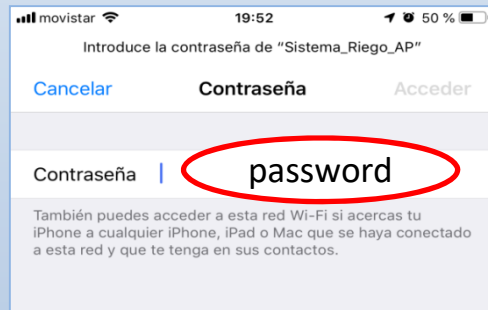 movistar 19:52 50 %
Introduce la contraseña de “Sistema_Riego_AP”
Cancelar Contraseña Acceder
Contraseña password
También puedes acceder a esta red Wi-Fi si acercas tu
iPhone a cualquier iPhone, iPad o Mac que se haya conectado
a esta red y que te tenga en sus contactos.